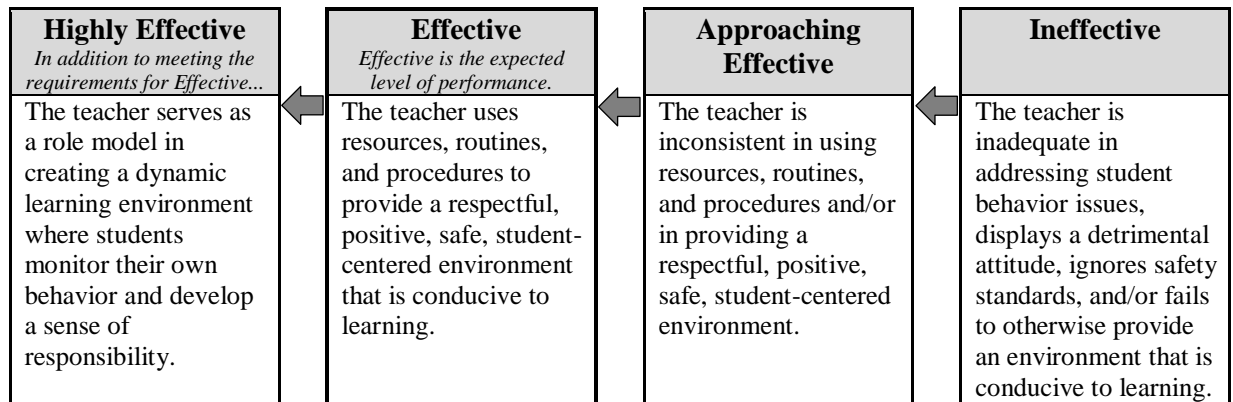 Highly Effective
In addition to meeting the
requirements for Effective...
The teacher serves as
a role model in
creating a dynamic
learning environment
where students
monitor their own
behavior and develop
a sense of
responsibility.
Effective
Effective is the expected
level of performance.
The teacher uses
resources, routines,
and procedures to
provide a respectful,
positive, safe, student-
centered environment
that is conducive to
learning.
Approaching
Effective
The teacher is
inconsistent in using
resources, routines,
and procedures and/or
in providing a
respectful, positive,
safe, student-centered
environment.
Ineffective
The teacher is
inadequate in
addressing student
behavior issues,
displays a detrimental
attitude, ignores safety
standards, and/or fails
to otherwise provide
an environment that is
conducive to learning.